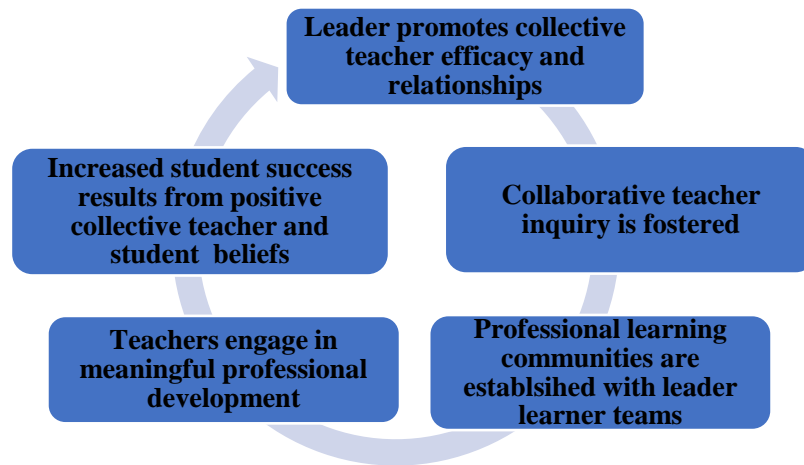 Leader promotes collective
teacher efficacy and
relationships
Collaborative teacher
inquiry is fostered
Professional learning
communities are
establsihed with leader
learner teams
Teachers engage in
meaningful professional
development
Increased student success
results from positive
collective teacher and
student beliefs